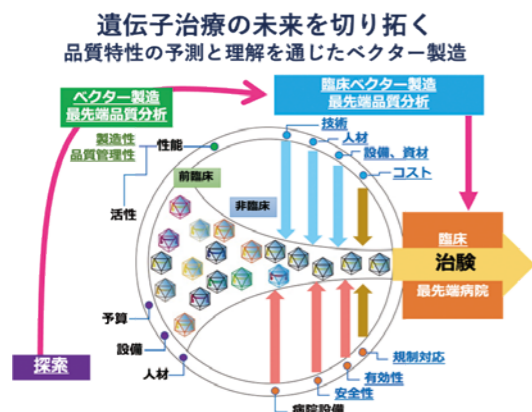 遺伝子治療の未来を切り拓く
品質特性の予測と理解を通じたベクター製造
ベクター製造
最先端品質分析
臨床ベクター製造
最先端品質分析
製造性
品質管理性
性能
活性
技術
人材
設備、資材
コスト
前臨床
非臨床
臨床
治験
最先端病院
予算
設備
人材
探索
規制対応
有効性
安全性
病院設備